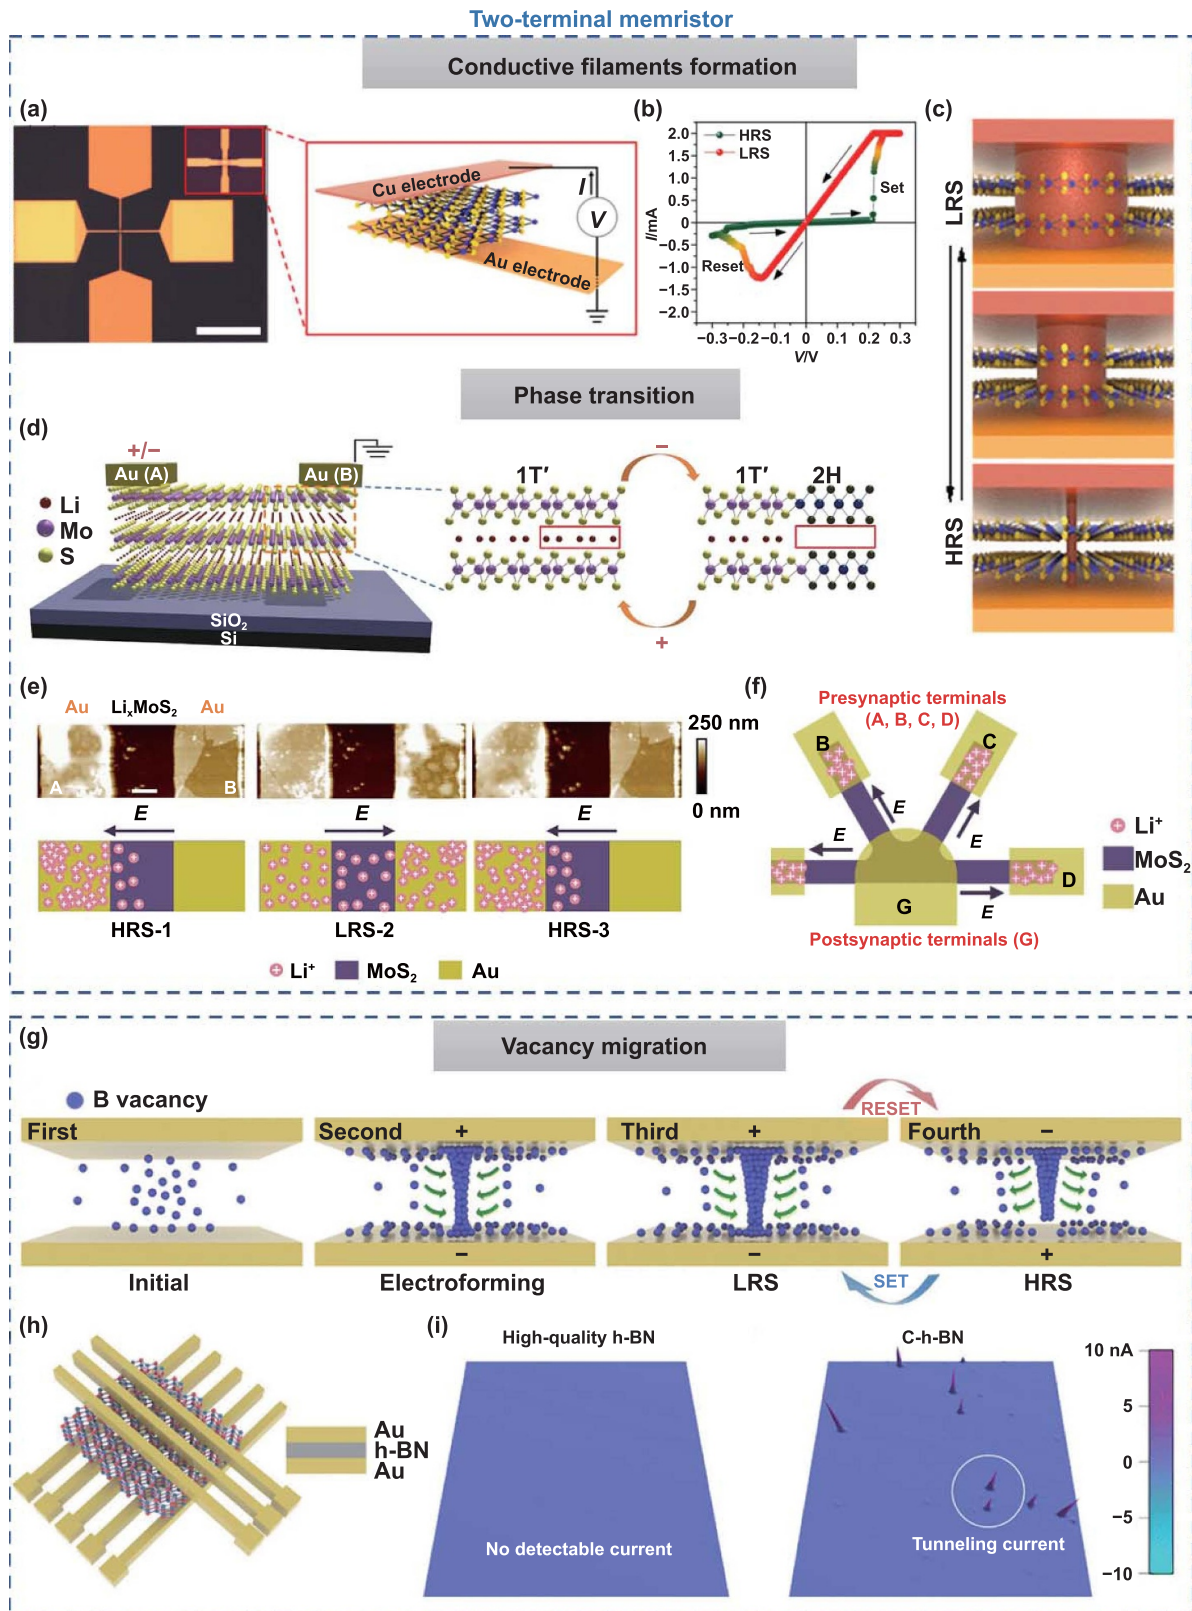 Two-terminal memristor
Conductive filaments formation
(a)
Cu electrode
Au electrode
I
V
(b)
HRS
LRS
Set
Reset
I/mA
2.0
1.5
1.0
0.5
0
−0.5
−1.0
−1.5
−2.0
−0.3 −0.2 −0.1 0 0.1 0.2 0.3
V/V
(c)
LRS
HRS
Phase transition
(d)
+/−
Au (A)
Au (B)
Li
Mo
S
SiO₂
Si
1T′
−
1T′ 2H
+
(e)
Au LiₓMoS₂ Au
A
B
250 nm
0 nm
E
E
E
HRS-1
LRS-2
HRS-3
Li⁺ MoS₂ Au
(f)
Presynaptic terminals
(A, B, C, D)
B
C
E
E
E
E
D
G
Postsynaptic terminals (G)
Li⁺
MoS₂
Au
(g)
Vacancy migration
B vacancy
RESET
First
Second +
Third +
Fourth −
−
−
+
Initial
Electroforming
LRS
SET
HRS
(h)
Au
h-BN
Au
(i)
High-quality h-BN
No detectable current
C-h-BN
Tunneling current
10 nA
5
0
−5
−10